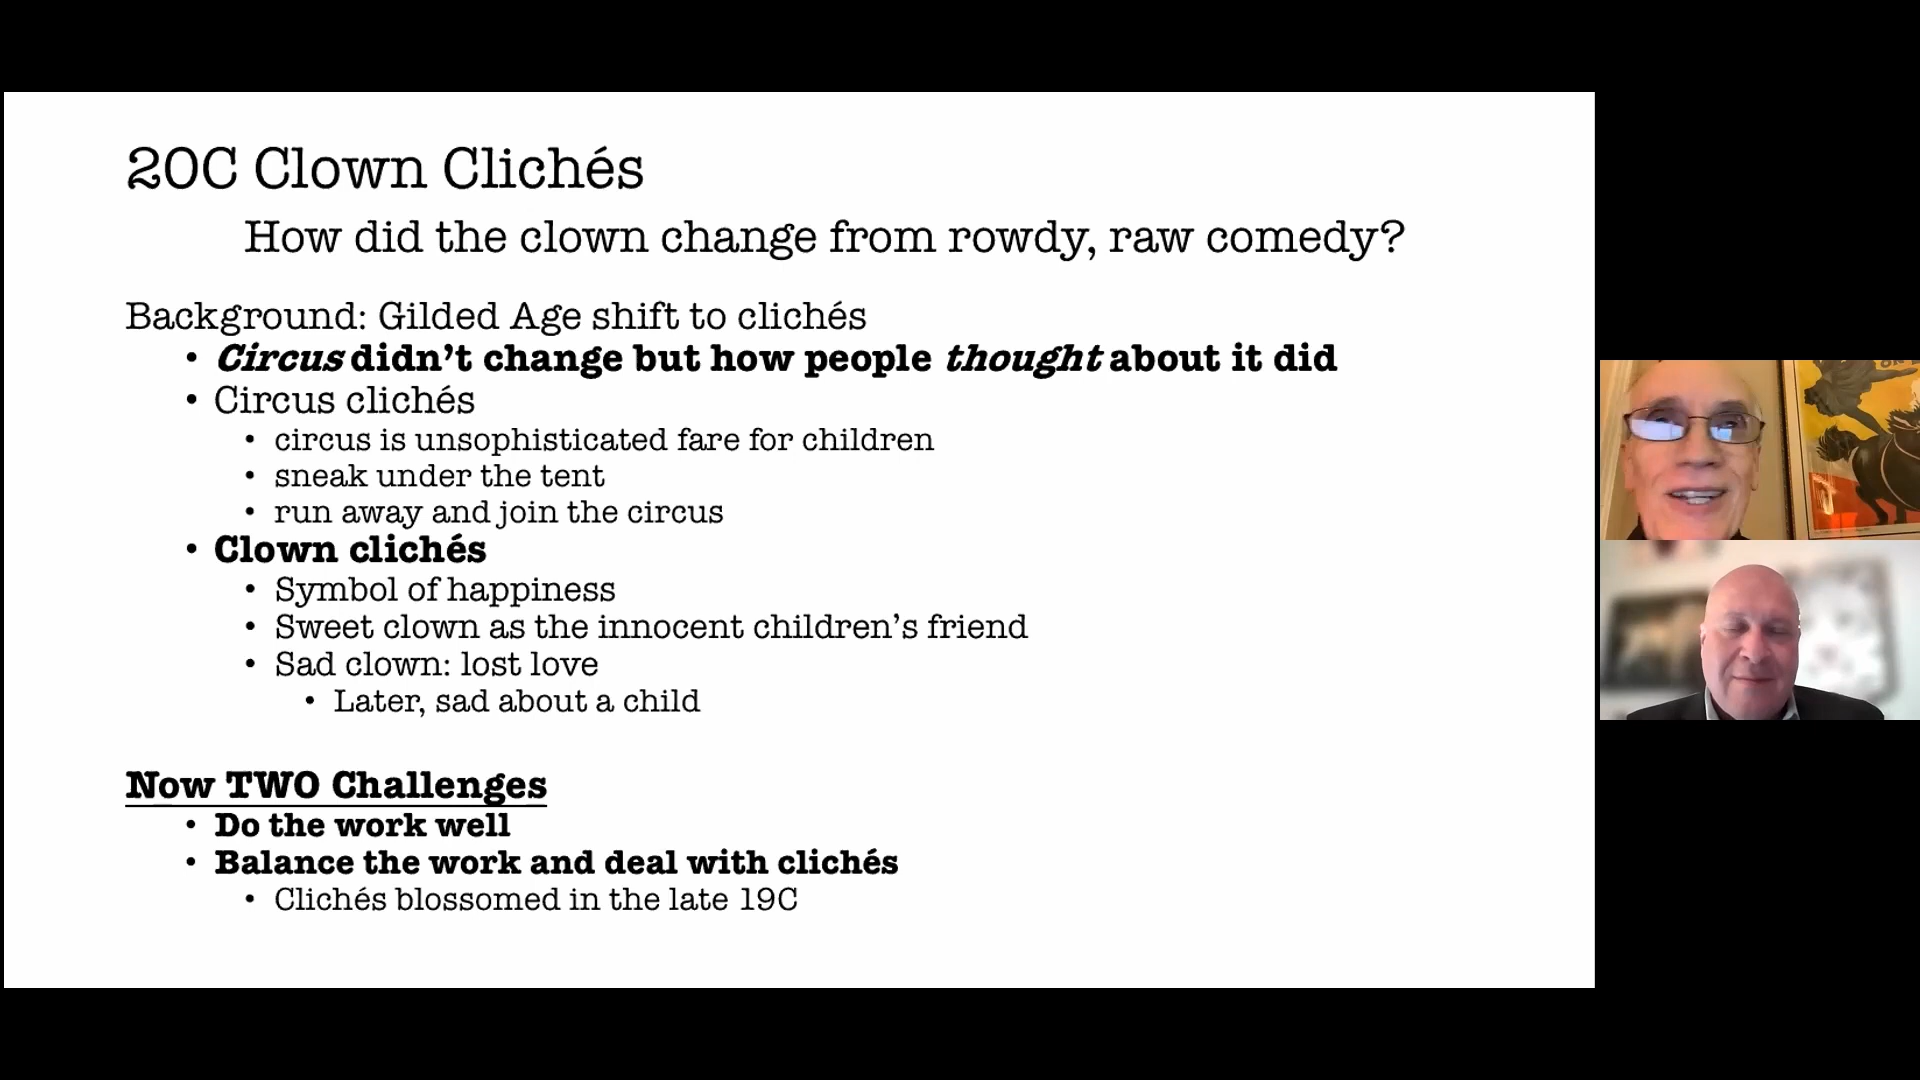 20C Clown Clichés
How did the clown change from rowdy, raw comedy?
Background: Gilded Age shift to clichés
• Circus didn’t change but how people thought about it did
• Circus clichés
• circus is unsophisticated fare for children
• sneak under the tent
• run away and join the circus
• Clown clichés
• Symbol of happiness
• Sweet clown as the innocent children’s friend
• Sad clown: lost love
• Later, sad about a child
Now TWO Challenges
• Do the work well
• Balance the work and deal with clichés
• Clichés blossomed in the late 19C